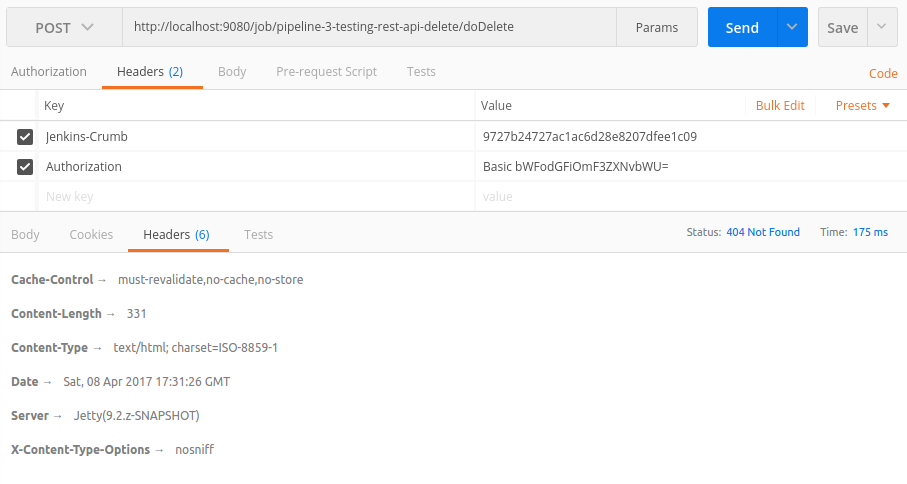 POST http://localhost:9080/job/pipeline-3-testing-rest-api-delete/doDelete Params Send Save
Authorization Headers (2) Body Pre-request Script Tests Code
Key Value Bulk Edit Presets
Jenkins-Crumb 9727b24727ac1ac6d28e8207dfee1c09
Authorization Basic bWFodGFiOmF3ZXNvbWU=
New key value
Body Cookies Headers (6) Tests Status: 404 Not Found Time: 175 ms
Cache-Control → must-revalidate,no-cache,no-store
Content-Length → 331
Content-Type → text/html; charset=ISO-8859-1
Date → Sat, 08 Apr 2017 17:31:26 GMT
Server → Jetty(9.2.z-SNAPSHOT)
X-Content-Type-Options → nosniff